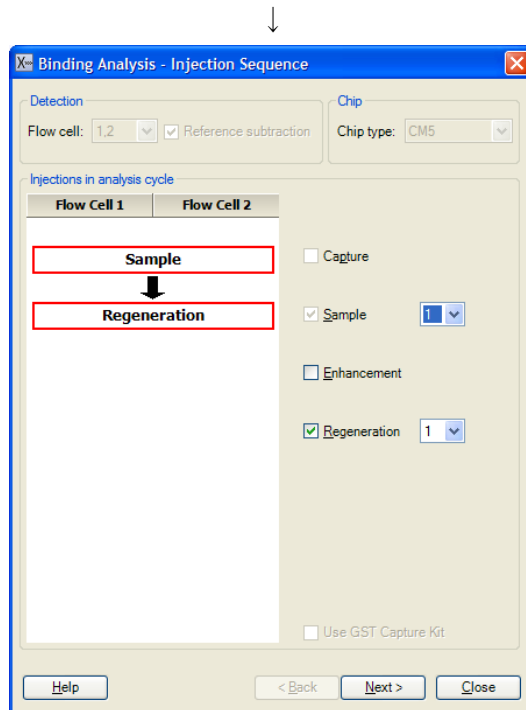 Binding Analysis - Injection Sequence
Detection
Chip
Flow cell: 1,2 Reference subtraction
Chip type: CM5
Injections in analysis cycle
Flow Cell 1 Flow Cell 2
Sample
Regeneration
Capture
Sample 1
Enhancement
Regeneration 1
Use GST Capture Kit
Help < Back Next > Close